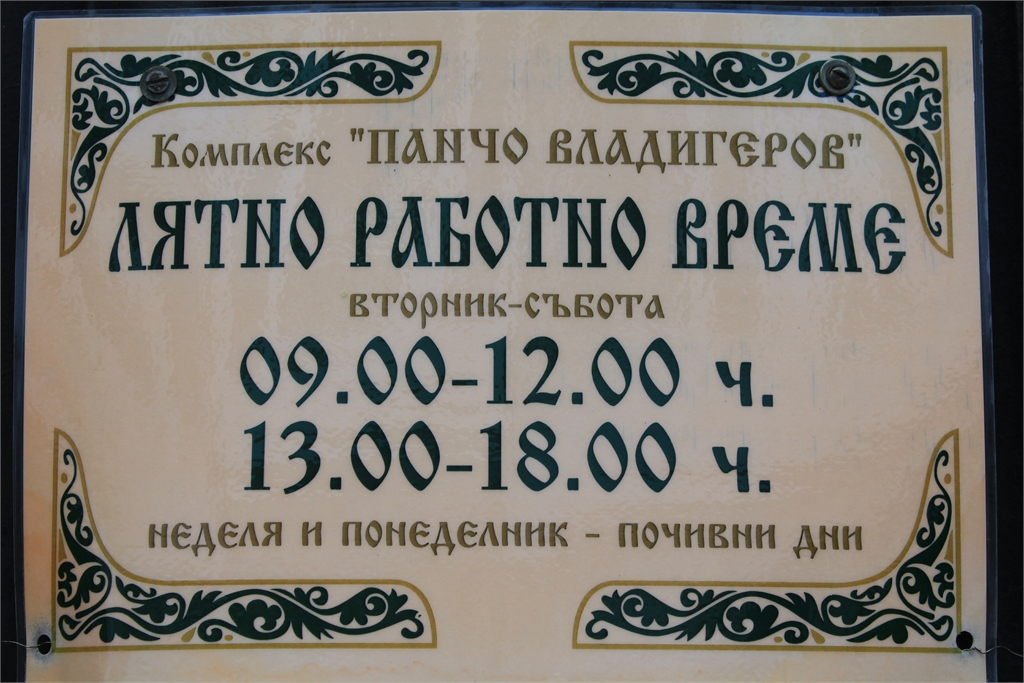 Комплекс "ПАНЧО ВЛАДИГЕРОВ"
ЛЯТНО РАБОТНО ВРЕМЕ
ВТОРНИК-СЪБОТА
09.00-12.00 ч.
13.00-18.00 ч.
НЕДЕЛЯ И ПОНЕДЕЛНИК - ПОЧИВНИ ДНИ